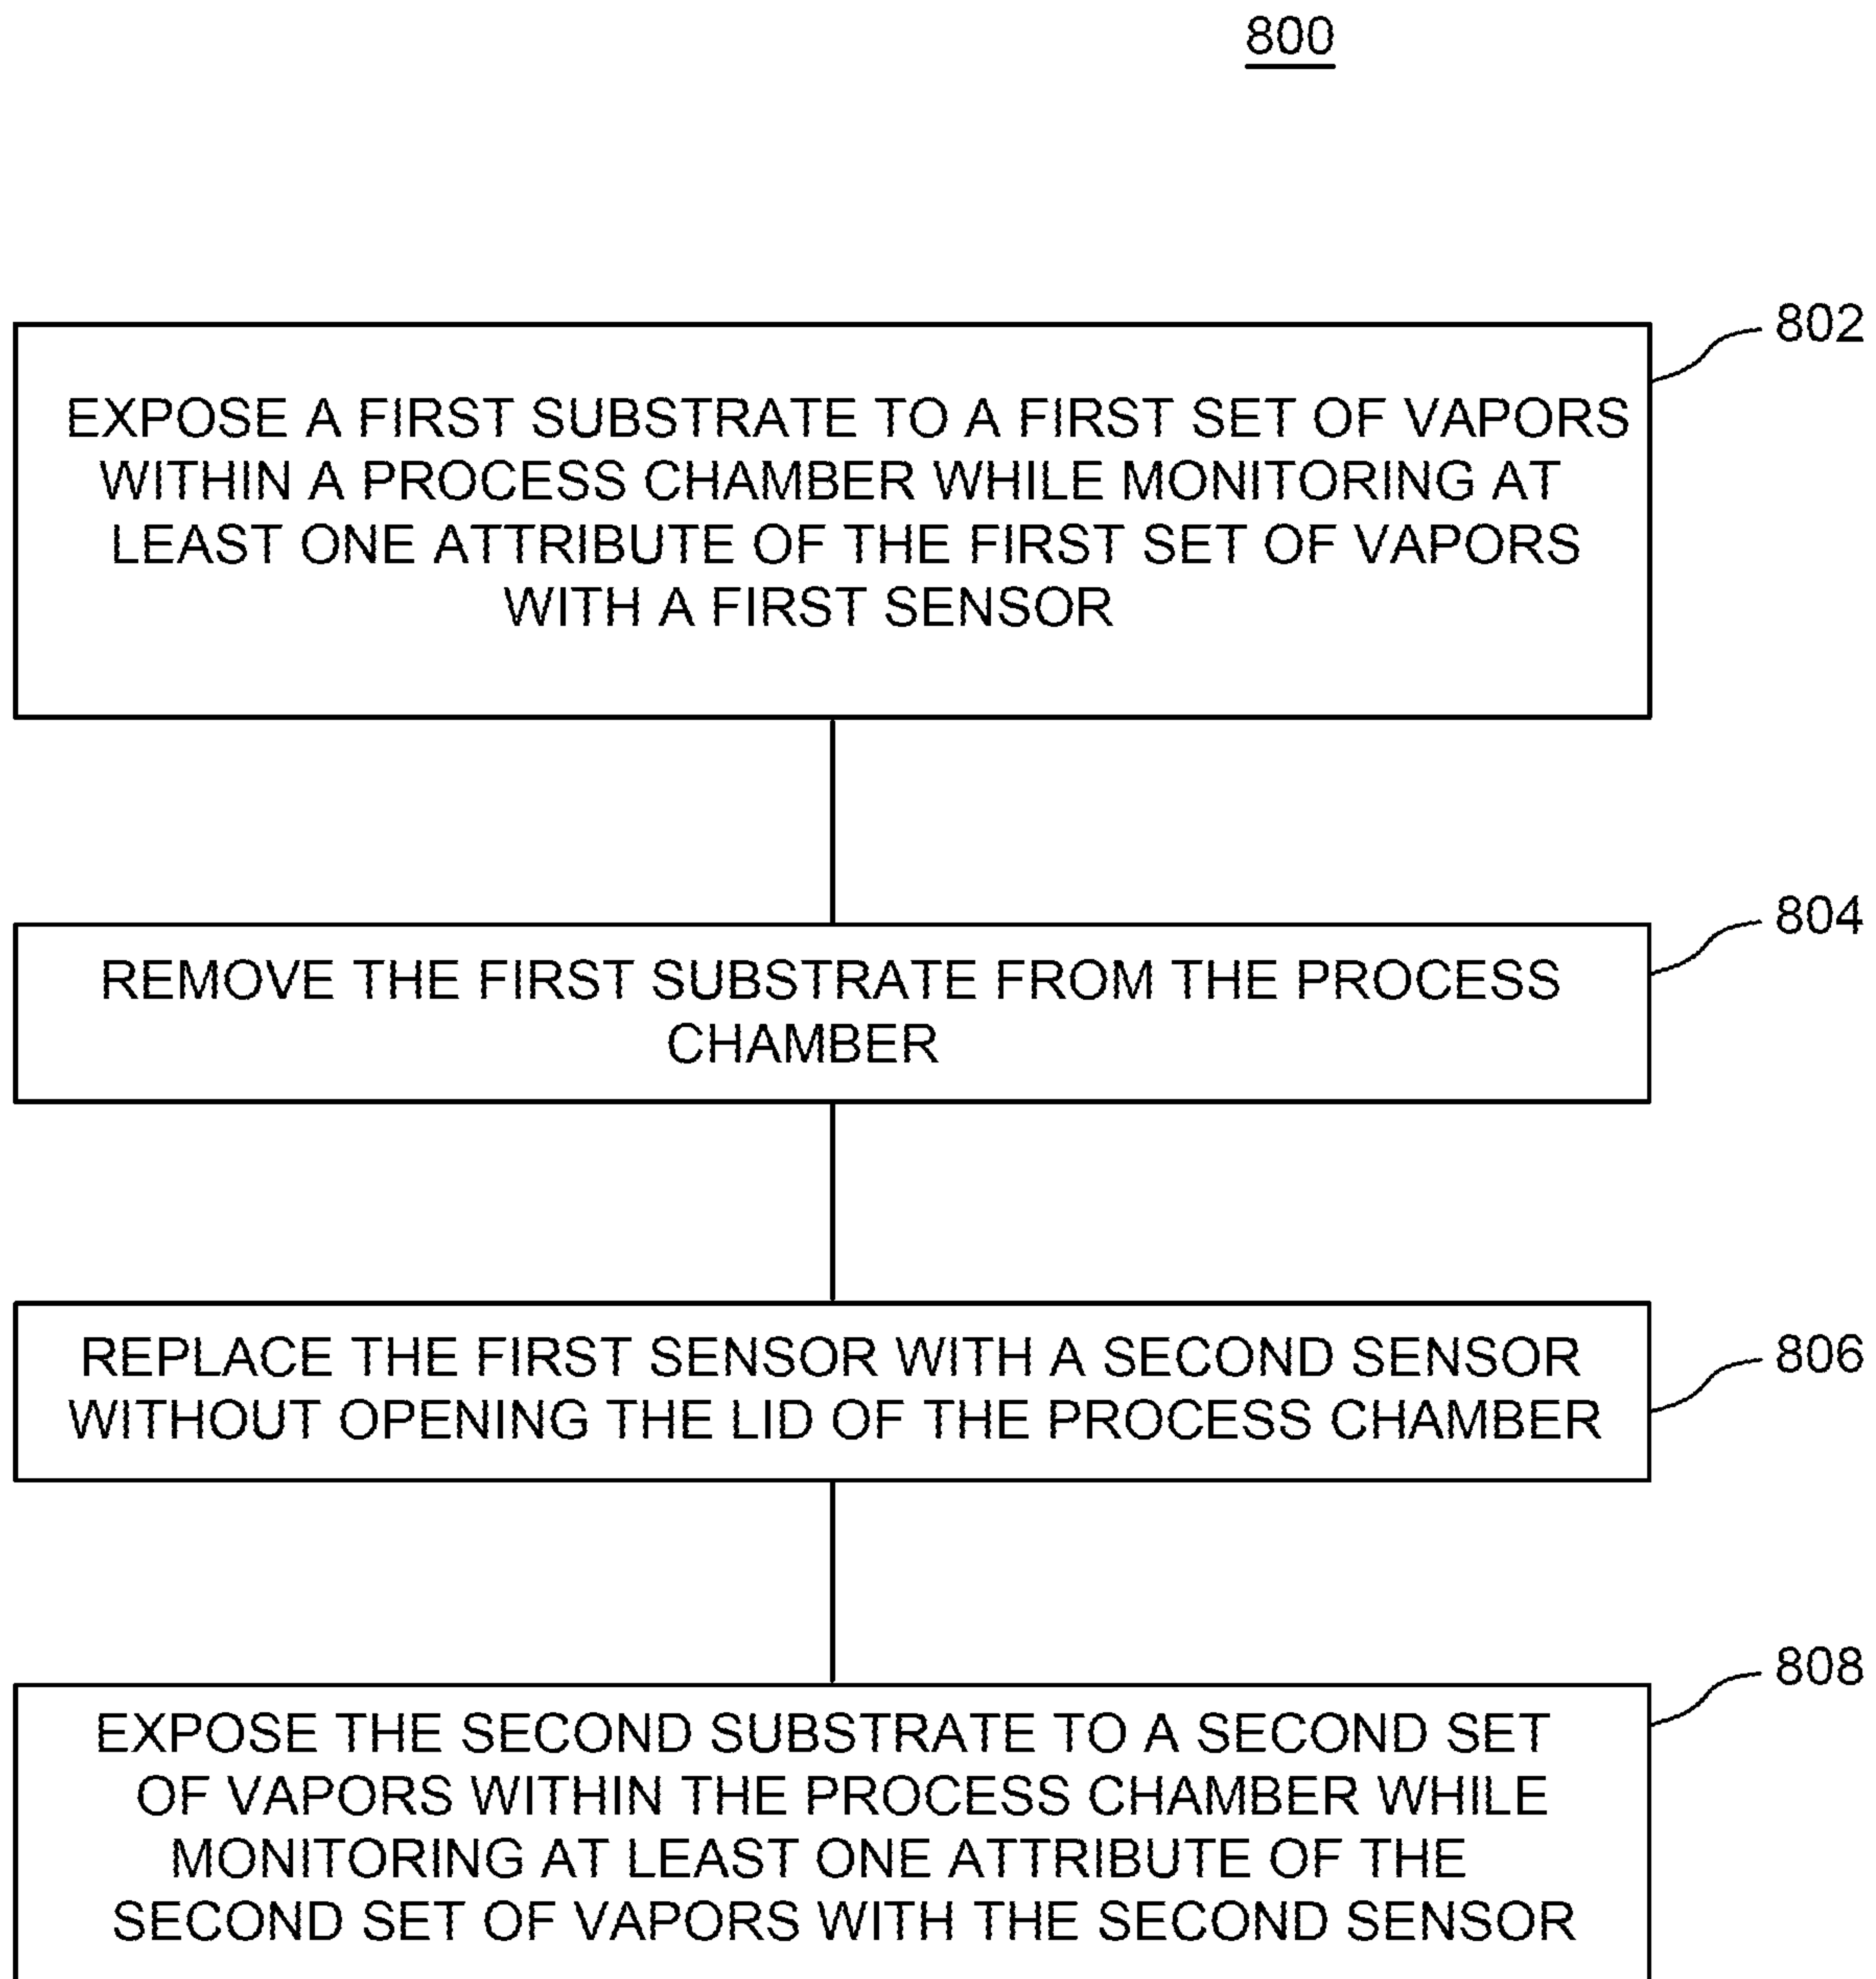 800
802
EXPOSE A FIRST SUBSTRATE TO A FIRST SET OF VAPORS
WITHIN A PROCESS CHAMBER WHILE MONITORING AT
LEAST ONE ATTRIBUTE OF THE FIRST SET OF VAPORS
WITH A FIRST SENSOR
804
REMOVE THE FIRST SUBSTRATE FROM THE PROCESS
CHAMBER
806
REPLACE THE FIRST SENSOR WITH A SECOND SENSOR
WITHOUT OPENING THE LID OF THE PROCESS CHAMBER
808
EXPOSE THE SECOND SUBSTRATE TO A SECOND SET
OF VAPORS WITHIN THE PROCESS CHAMBER WHILE
MONITORING AT LEAST ONE ATTRIBUTE OF THE
SECOND SET OF VAPORS WITH THE SECOND SENSOR